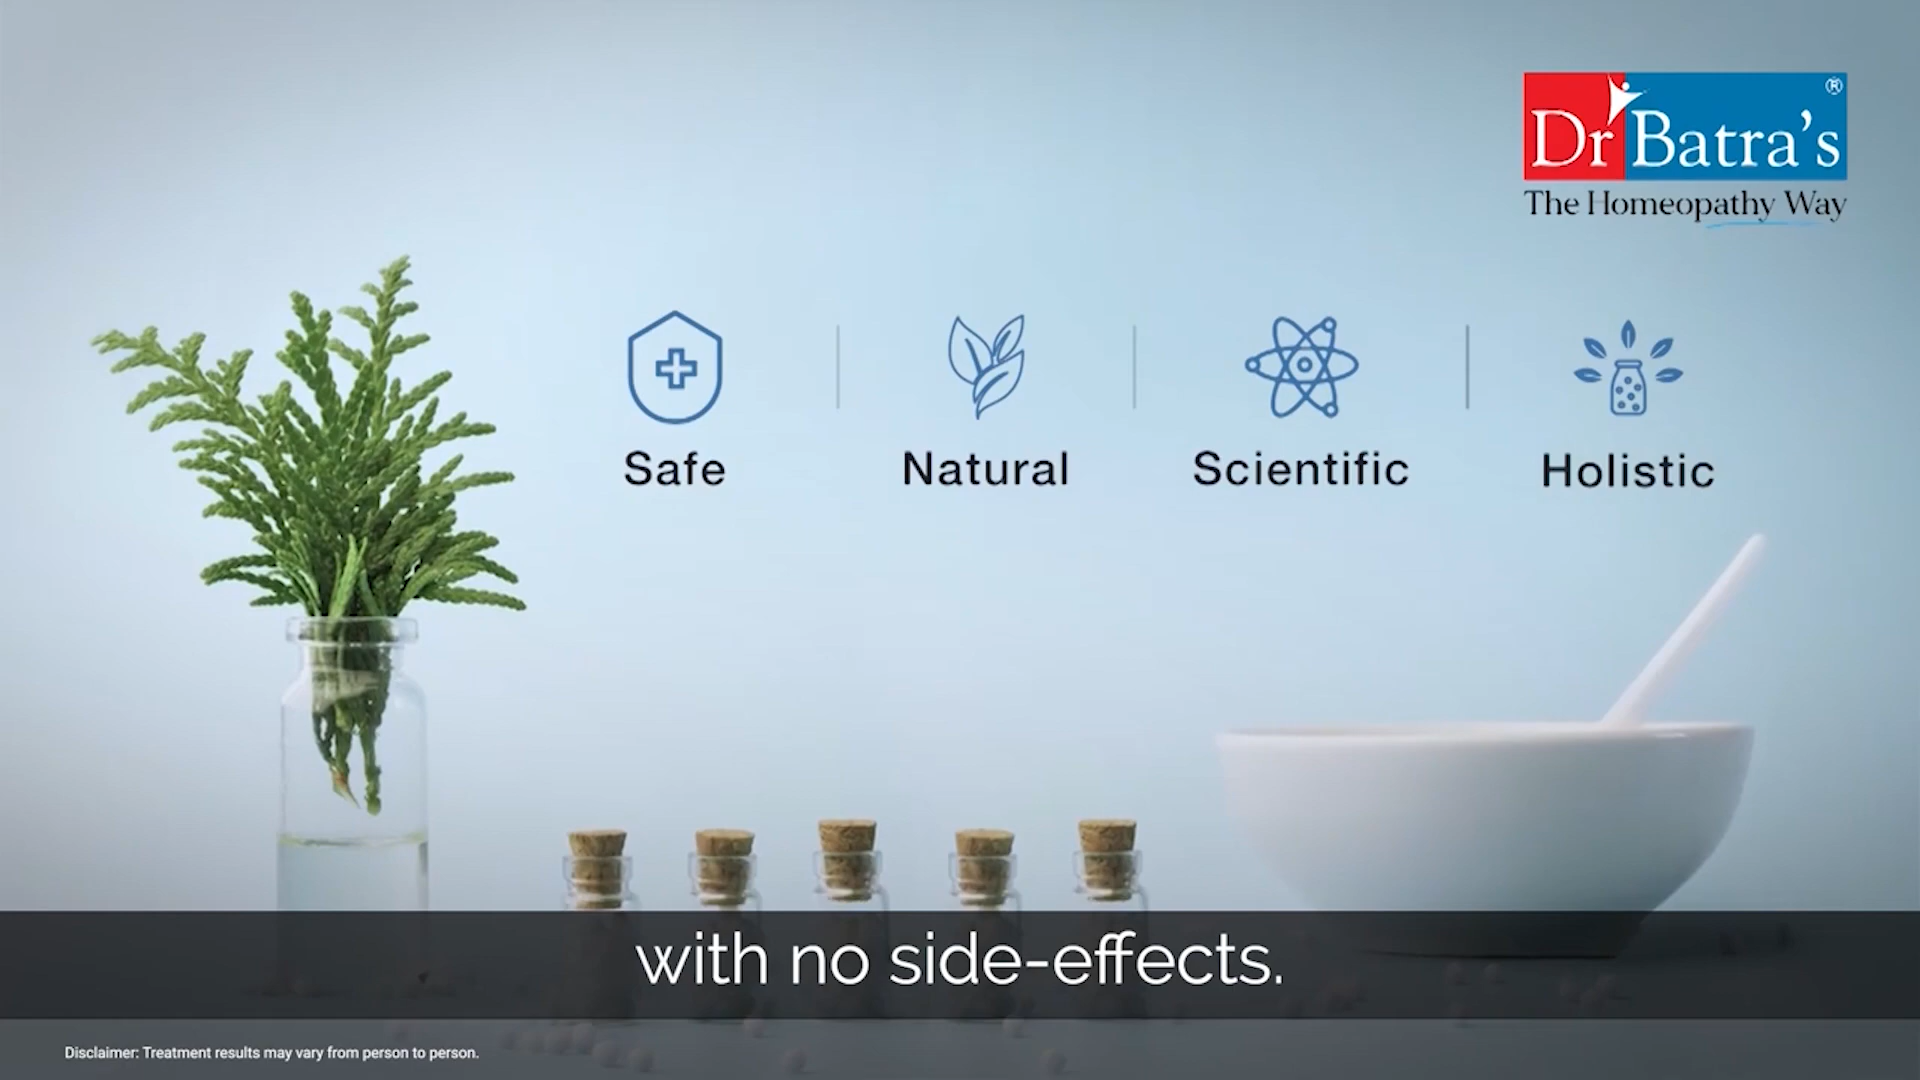 Dr Batra's®
The Homeopathy Way
Safe
Natural
Scientific
Holistic
with no side-effects.
Disclaimer: Treatment results may vary from person to person.